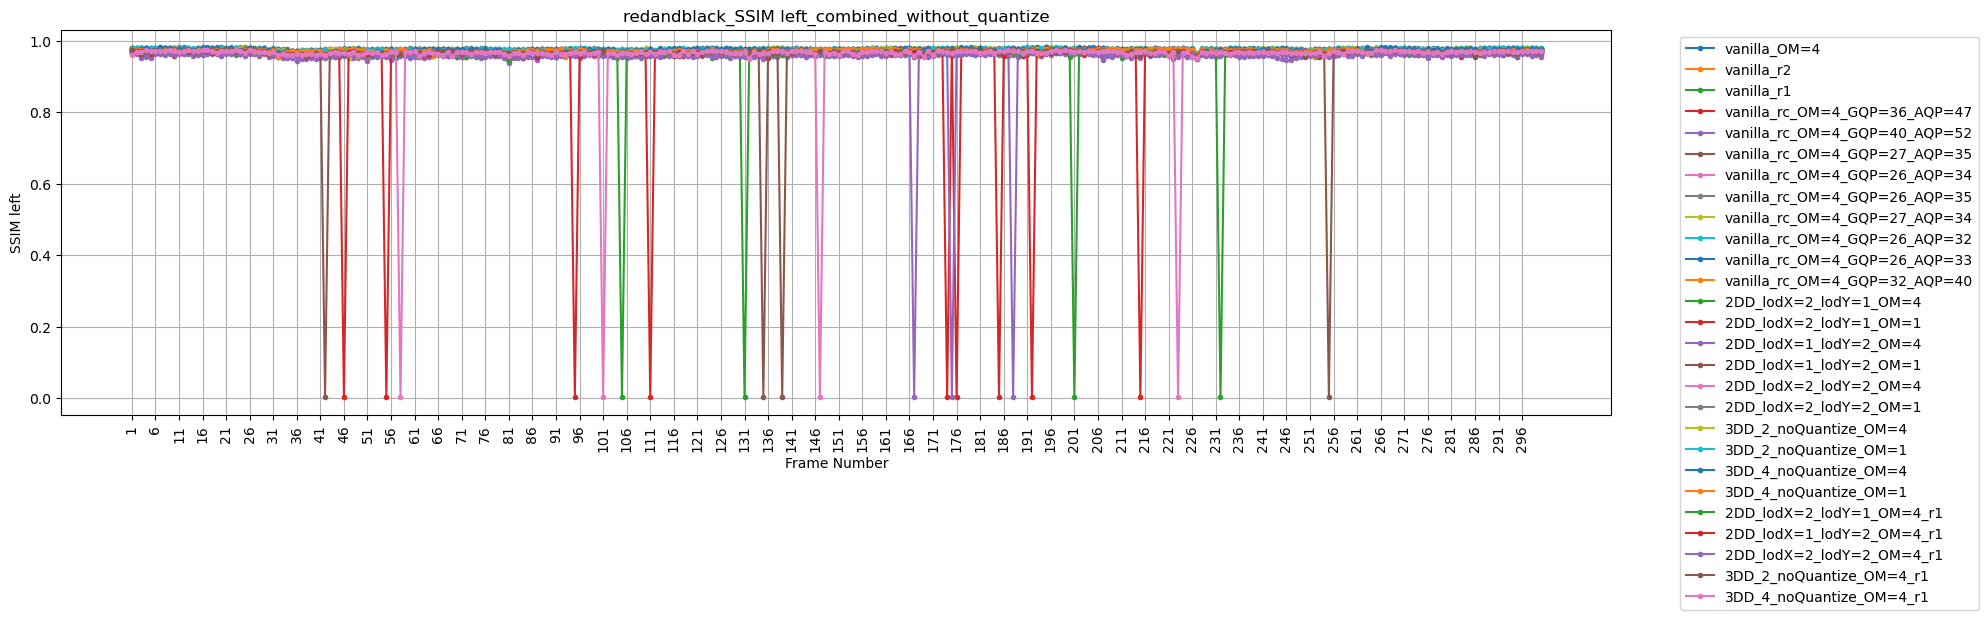 redandblack_SSIM left_combined_without_quantize
1.0
0.8
0.6
0.4
0.2
0.0
SSIM left
1 6 11 16 21 26 31 36 41 46 51 56 61 66 71 76 81 86 91 96 101 106 111 116 121 126 131 136 141 146 151 156 161 166 171 176 181 186 191 196 201 206 211 216 221 226 231 236 241 246 251 256 261 266 271 276 281 286 291 296
Frame Number
vanilla_OM=4
vanilla_r2
vanilla_r1
vanilla_rc_OM=4_GQP=36_AQP=47
vanilla_rc_OM=4_GQP=40_AQP=52
vanilla_rc_OM=4_GQP=27_AQP=35
vanilla_rc_OM=4_GQP=26_AQP=34
vanilla_rc_OM=4_GQP=26_AQP=35
vanilla_rc_OM=4_GQP=27_AQP=34
vanilla_rc_OM=4_GQP=26_AQP=32
vanilla_rc_OM=4_GQP=26_AQP=33
vanilla_rc_OM=4_GQP=32_AQP=40
2DD_lodX=2_lodY=1_OM=4
2DD_lodX=2_lodY=1_OM=1
2DD_lodX=1_lodY=2_OM=4
2DD_lodX=1_lodY=2_OM=1
2DD_lodX=2_lodY=2_OM=4
2DD_lodX=2_lodY=2_OM=1
3DD_2_noQuantize_OM=4
3DD_2_noQuantize_OM=1
3DD_4_noQuantize_OM=4
3DD_4_noQuantize_OM=1
2DD_lodX=2_lodY=1_OM=4_r1
2DD_lodX=1_lodY=2_OM=4_r1
2DD_lodX=2_lodY=2_OM=4_r1
3DD_2_noQuantize_OM=4_r1
3DD_4_noQuantize_OM=4_r1